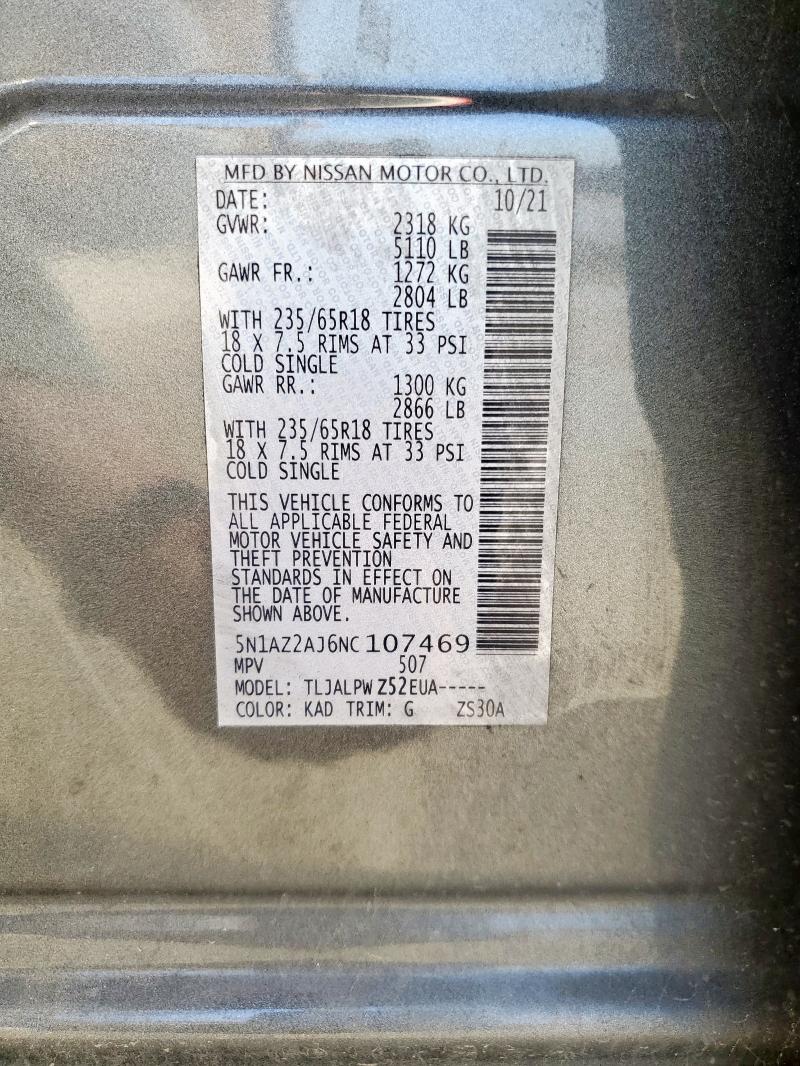 MFD BY NISSAN MOTOR CO., LTD.
DATE: 10/21
GVWR: 2318 KG
5110 LB
GAWR FR.: 1272 KG
2804 LB
WITH 235/65R18 TIRES
18 X 7.5 RIMS AT 33 PSI
COLD SINGLE
GAWR RR.: 1300 KG
2866 LB
WITH 235/65R18 TIRES
18 X 7.5 RIMS AT 33 PSI
COLD SINGLE
THIS VEHICLE CONFORMS TO
ALL APPLICABLE FEDERAL
MOTOR VEHICLE SAFETY AND
THEFT PREVENTION
STANDARDS IN EFFECT ON
THE DATE OF MANUFACTURE
SHOWN ABOVE.
5N1AZ2AJ6NC107469
MPV 507
MODEL: TLJALPW Z52EUA-----
COLOR: KAD TRIM: G ZS30A